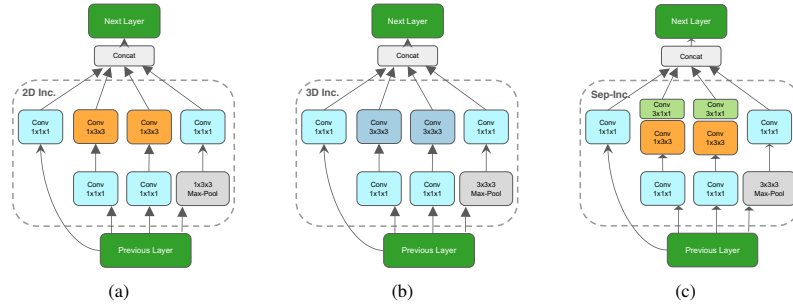 Next Layer
Concat
2D Inc.
Conv
1x1x1
Conv
1x3x3
Conv
1x3x3
Conv
1x1x1
Conv
1x1x1
Conv
1x1x1
1x3x3
Max-Pool
Previous Layer
(a)
Next Layer
Concat
3D Inc.
Conv
1x1x1
Conv
3x3x3
Conv
3x3x3
Conv
1x1x1
Conv
1x1x1
Conv
1x1x1
3x3x3
Max-Pool
Previous Layer
(b)
Next Layer
Concat
Sep-Inc.
Conv
1x1x1
Conv
3x1x1
Conv
1x3x3
Conv
3x1x1
Conv
1x3x3
Conv
1x1x1
Conv
1x1x1
Conv
1x1x1
3x3x3
Max-Pool
Previous Layer
(c)